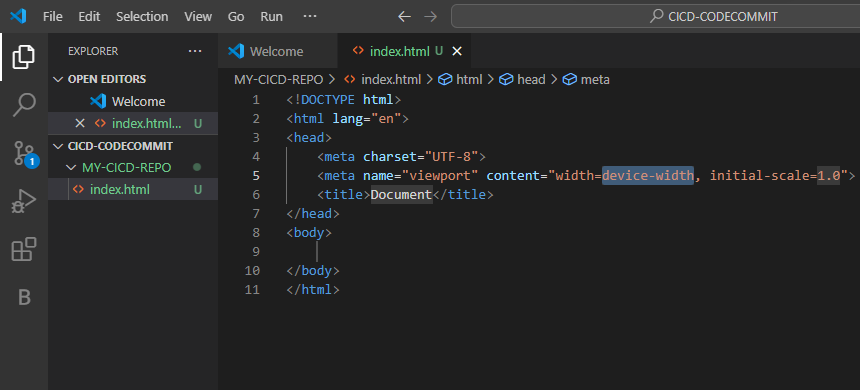 File Edit Selection View Go Run ··· CICD-CODECOMMIT
EXPLORER ···
OPEN EDITORS
Welcome
index.html... U
CICD-CODECOMMIT
MY-CICD-REPO
index.html U
1
B
Welcome index.html U
MY-CICD-REPO > index.html > html > head > meta
1 <!DOCTYPE html>
2 <html lang="en">
3 <head>
4 <meta charset="UTF-8">
5 <meta name="viewport" content="width=device-width, initial-scale=1.0">
6 <title>Document</title>
7 </head>
8 <body>
9
10 </body>
11 </html>